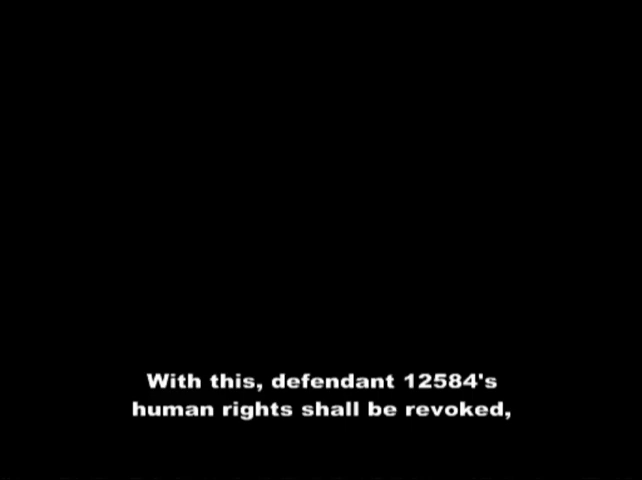 With this, defendant 12584's
human rights shall be revoked,